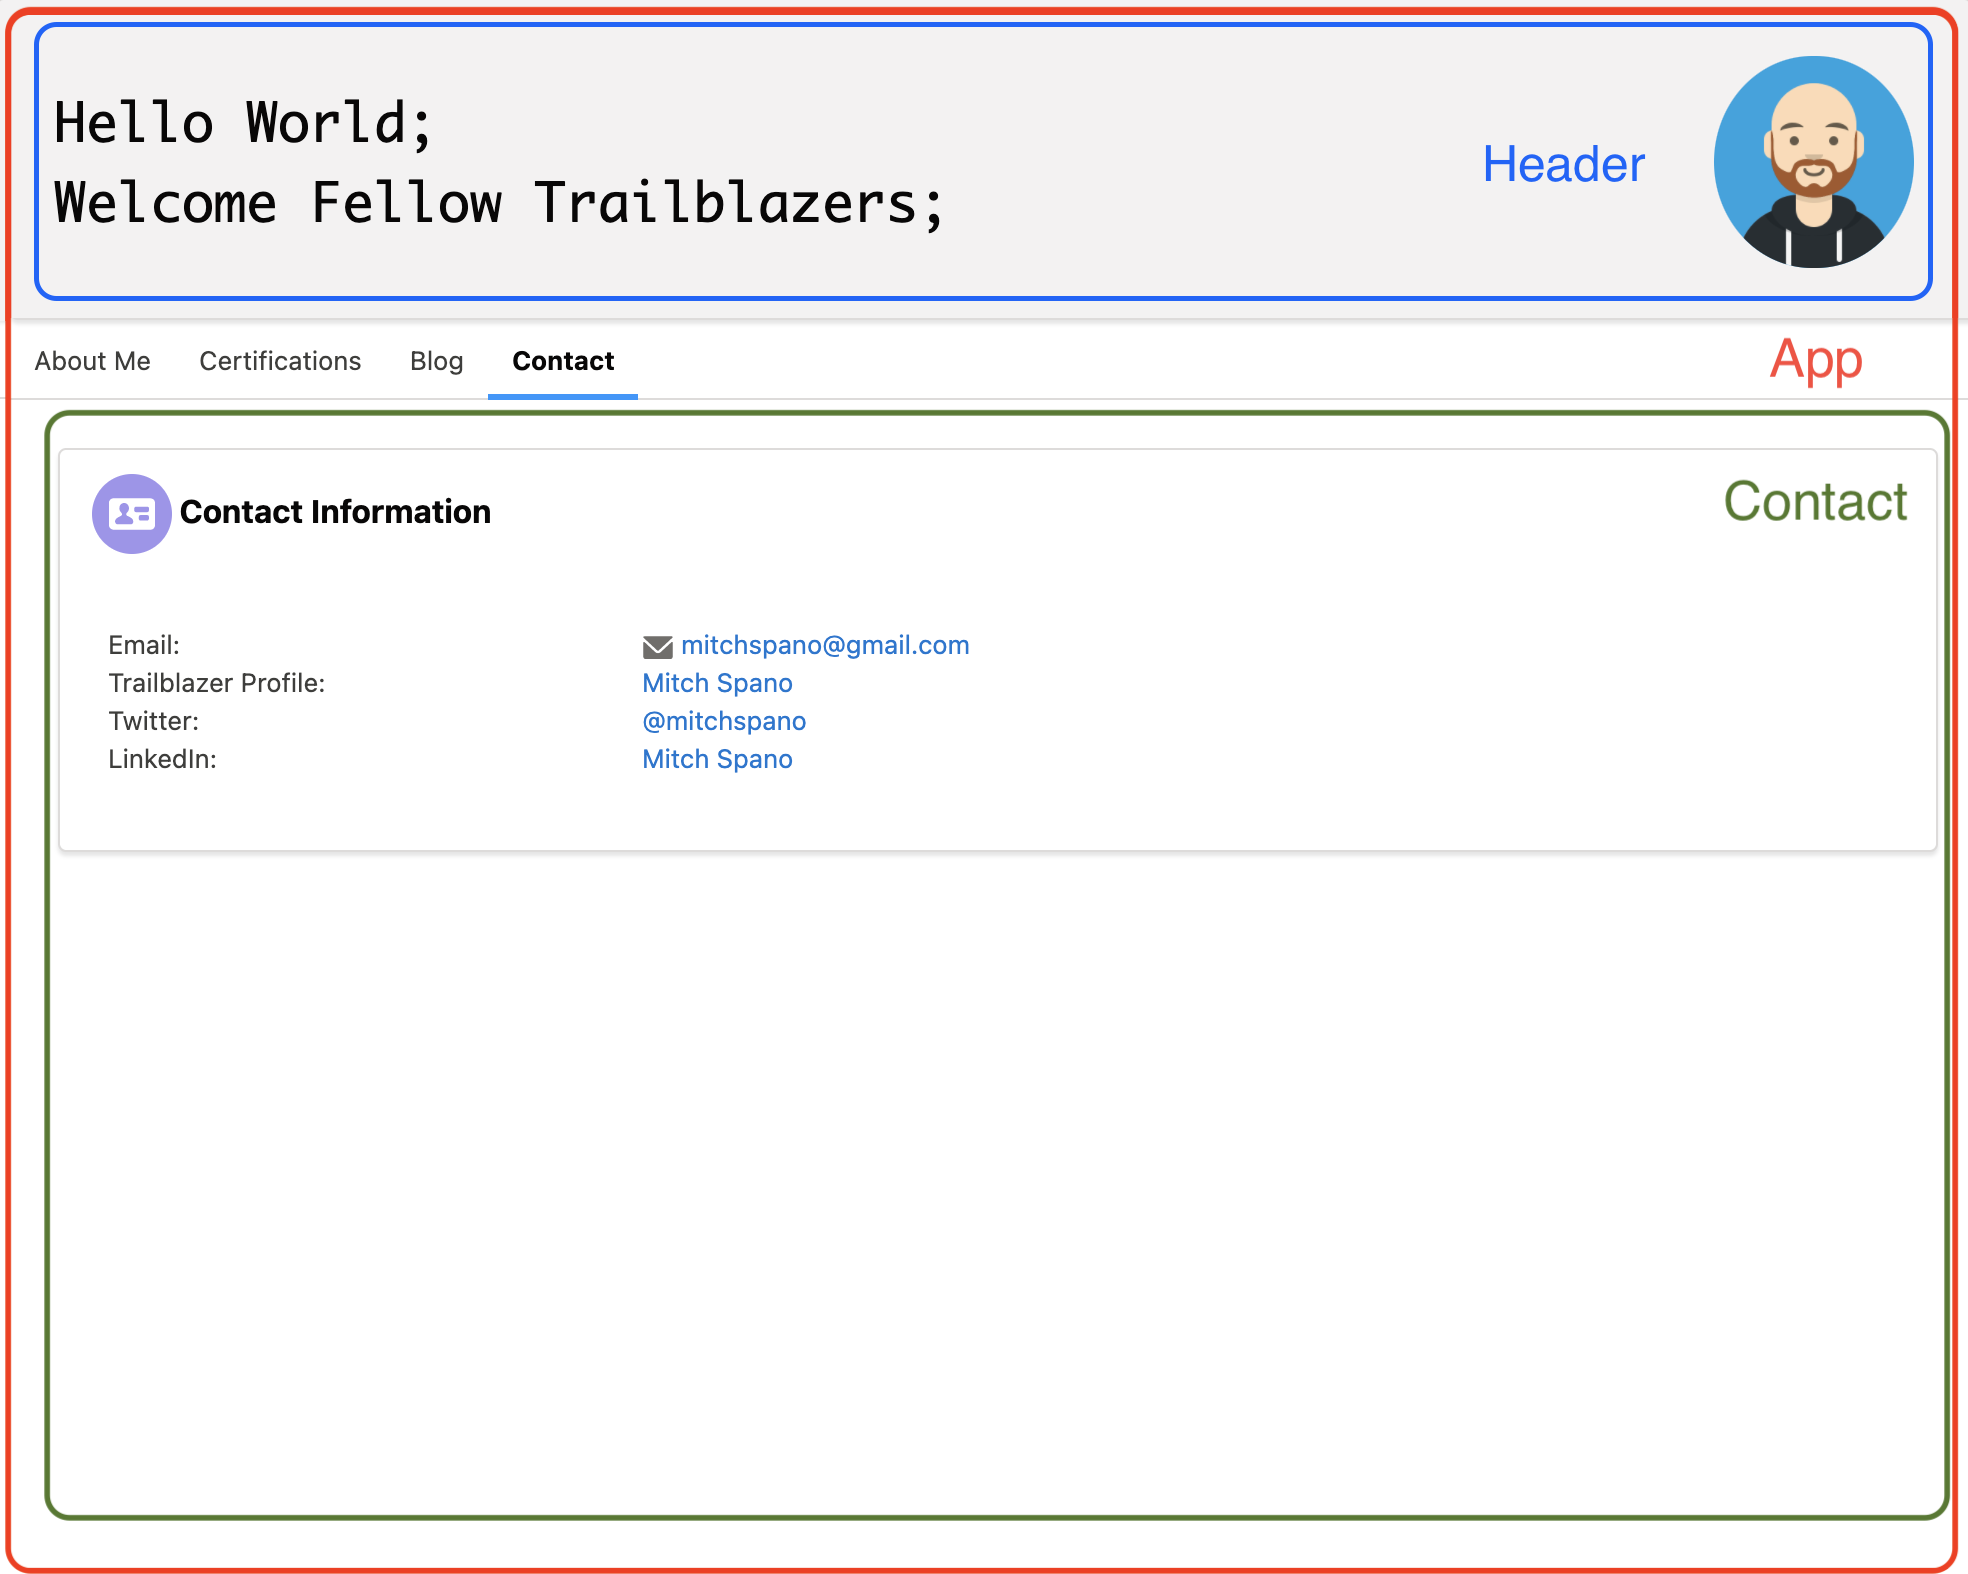 Hello World;
Welcome Fellow Trailblazers;
Header
About Me Certifications Blog Contact
App
Contact Information
Contact
Email: mitchspano@gmail.com
Trailblazer Profile: Mitch Spano
Twitter: @mitchspano
LinkedIn: Mitch Spano